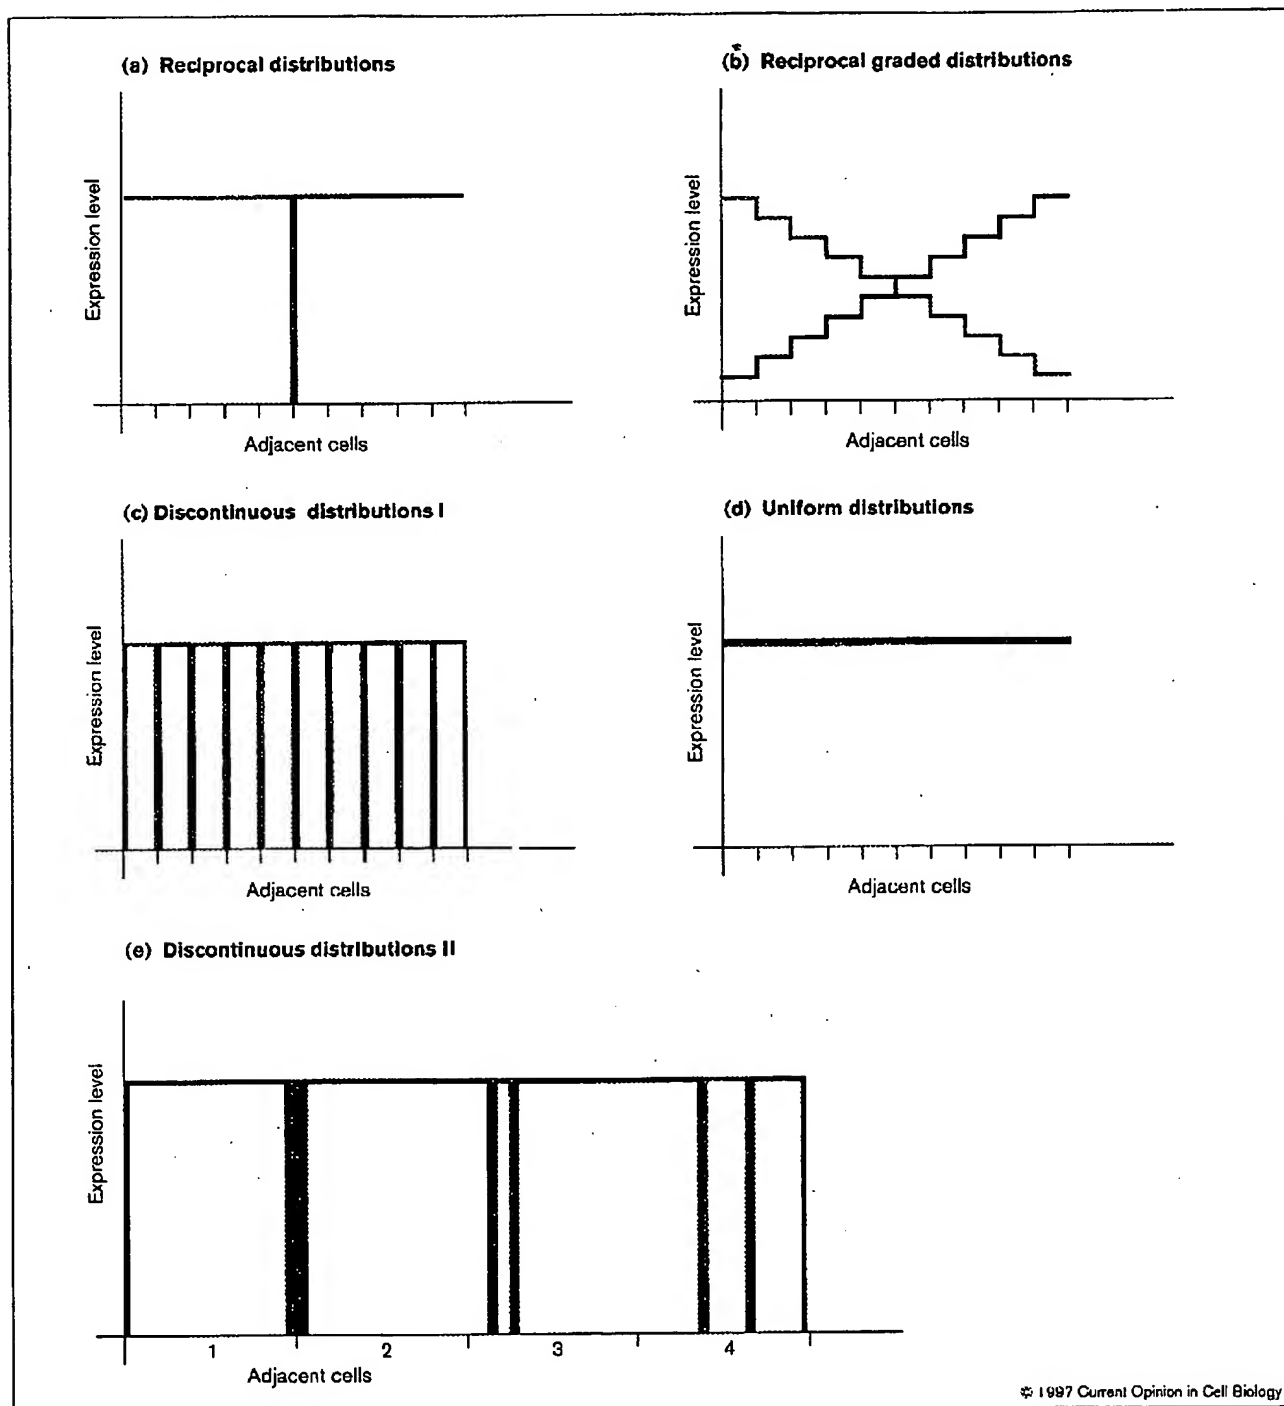 (a) Reciprocal distributions
Expression level
Adjacent cells
(b) Reciprocal graded distributions
Expression level
Adjacent cells
(c) Discontinuous distributions I
Expression level
Adjacent cells
(d) Uniform distributions
Expression level
Adjacent cells
(e) Discontinuous distributions II
Expression level
1 2 3 4
Adjacent cells
© 1997 Current Opinion in Cell Biology